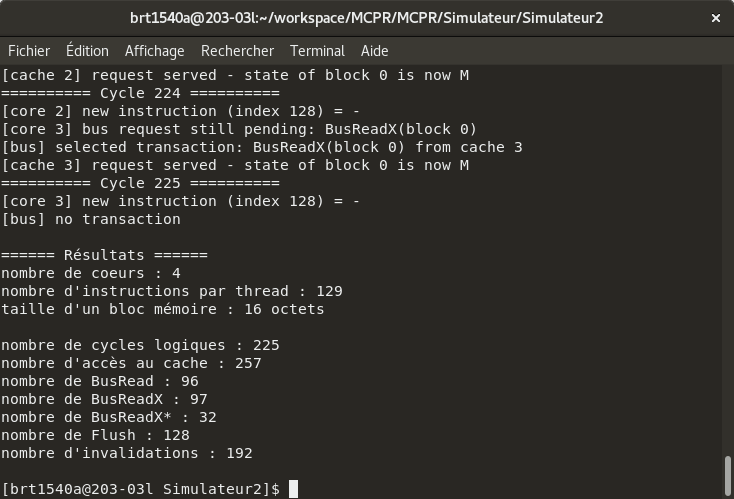 brt1540a@203-03l:~/workspace/MCPR/MCPR/Simulateur/Simulateur2
Fichier Édition Affichage Rechercher Terminal Aide
[cache 2] request served - state of block 0 is now M
========== Cycle 224 ==========
[core 2] new instruction (index 128) = -
[core 3] bus request still pending: BusReadX(block 0)
[bus] selected transaction: BusReadX(block 0) from cache 3
[cache 3] request served - state of block 0 is now M
========== Cycle 225 ==========
[core 3] new instruction (index 128) = -
[bus] no transaction
====== Résultats ======
nombre de coeurs : 4
nombre d'instructions par thread : 129
taille d'un bloc mémoire : 16 octets
nombre de cycles logiques : 225
nombre d'accès au cache : 257
nombre de BusRead : 96
nombre de BusReadX : 97
nombre de BusReadX* : 32
nombre de Flush : 128
nombre d'invalidations : 192
[brt1540a@203-03l Simulateur2]$